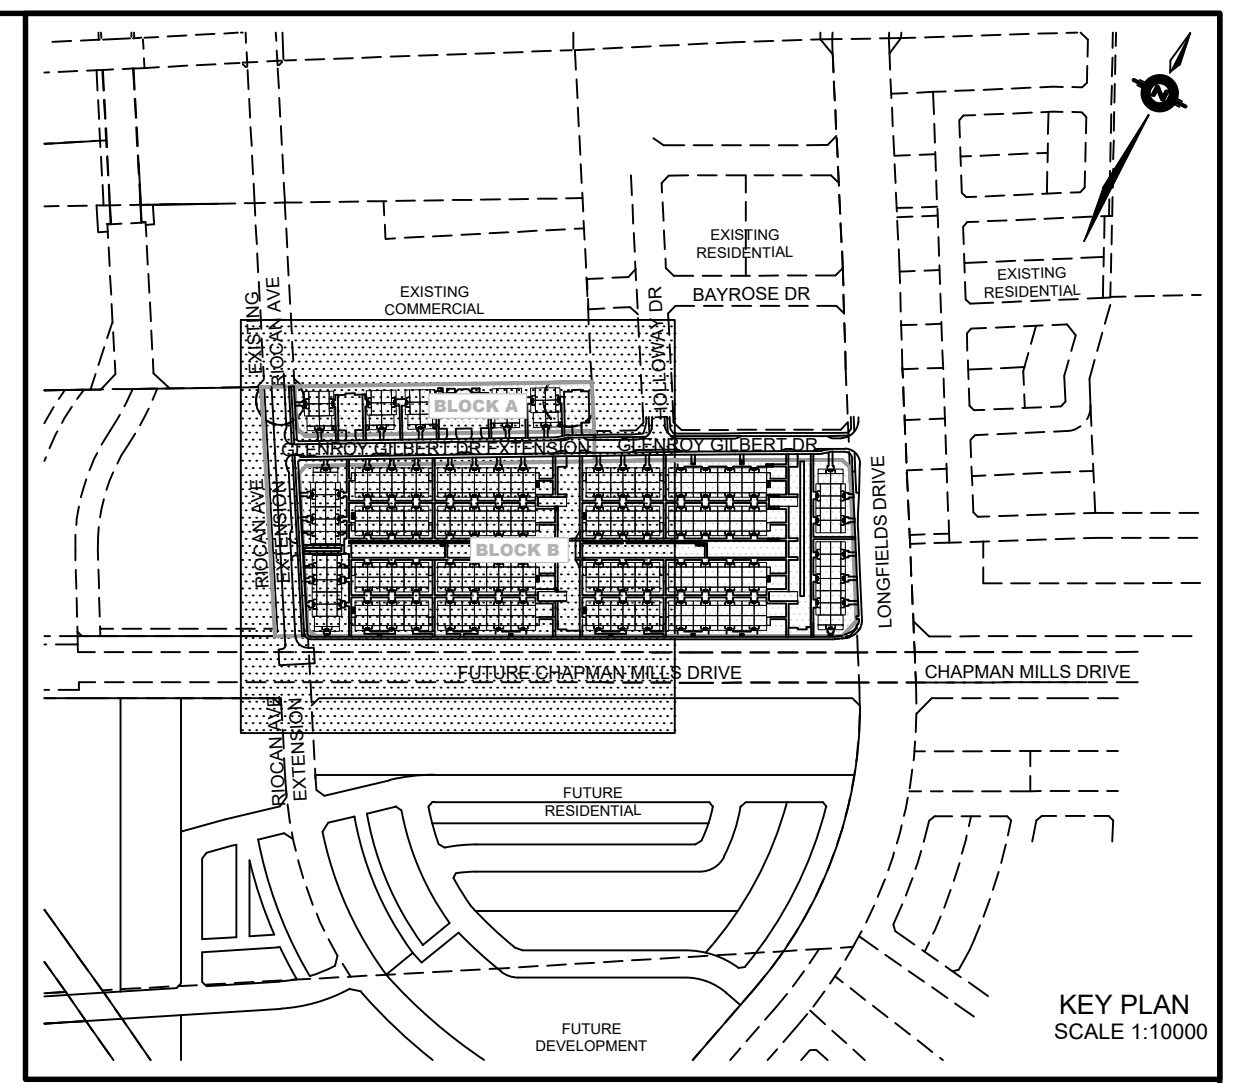 EXISTING
RESIDENTIAL
EXISTING
RESIDENTIAL
EXISTING
COMMERCIAL
BAYROSE DR
EXISTING
RIOCAN AVE
HOLLOWAY DR
BLOCK A
GLENROY GILBERT DR EXTENSION
GLENROY GILBERT DR
RIOCAN AVE
EXTENSION
BLOCK B
LONGFIELDS DRIVE
FUTURE CHAPMAN MILLS DRIVE
CHAPMAN MILLS DRIVE
RIOCAN AVE
EXTENSION
FUTURE
RESIDENTIAL
KEY PLAN
SCALE 1:10000
FUTURE
DEVELOPMENT
N